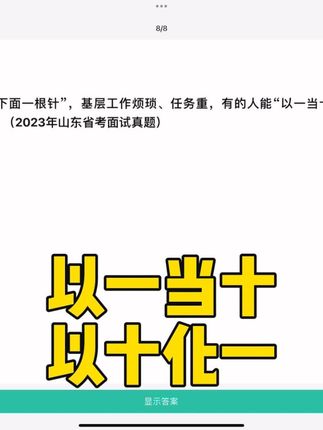 8/8
下面一根针”，基层工作烦琐、任务重，有的人能“以一当十
（2023年山东省考面试真题）
以一当十
以十化一
显示答案